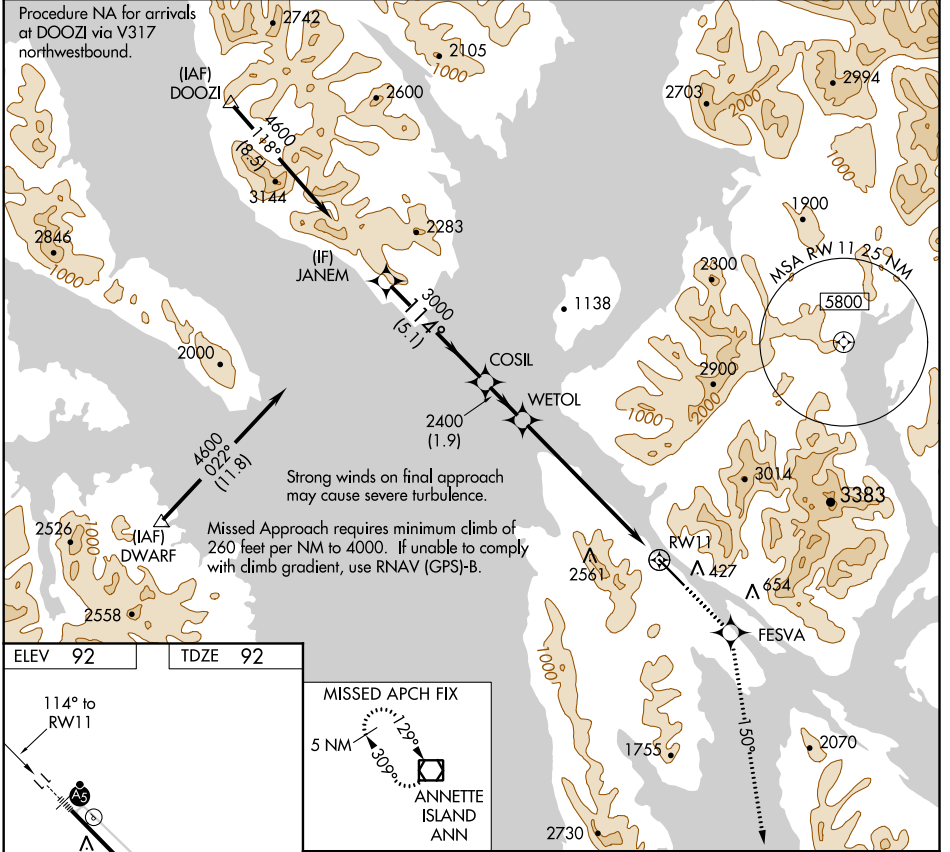 Procedure NA for arrivals
at DOOZI via V317
northwestbound.
2742
2105
1000
(IAF)
DOOZI
2600
2703
2000
2994
1000
4600
118°
(8.5)
3144
2283
1900
2846
1000
(IF)
JANEM
3000
114°
(5.1)
1138
2300
MSA RW 11 25 NM
5800
2000
COSIL
2900
2000
1000
WETOL
2400
(1.9)
4600
022°
(11.8)
Strong winds on final approach
may cause severe turbulence.
3014
3383
2526
1000
(IAF)
DWARF
Missed Approach requires minimum climb of
260 feet per NM to 4000. If unable to comply
with climb gradient, use RNAV (GPS)-B.
2561
RW11
427
654
2558
FESVA
ELEV 92
TDZE 92
1000
114° to
RW11
MISSED APCH FIX
5 NM
129°
309°
ANNETTE
ISLAND
ANN
150°
1755
2070
A5
P
2730